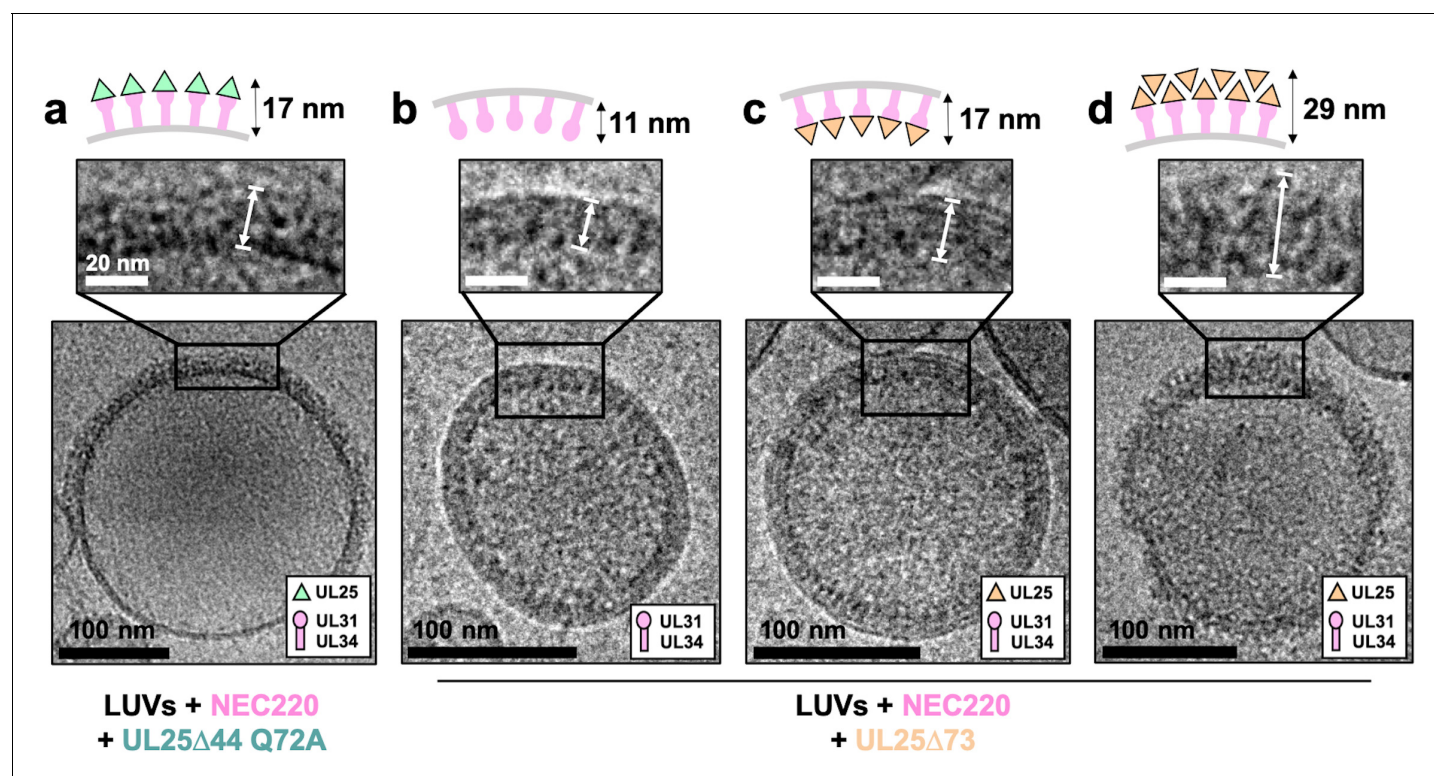 a
17 nm
b
11 nm
c
17 nm
d
29 nm
20 nm
UL25
UL31
UL34
100 nm
UL31
UL34
100 nm
UL25
UL31
UL34
100 nm
UL25
UL31
UL34
100 nm
LUVs + NEC220
+ UL25Δ44 Q72A
LUVs + NEC220
+ UL25Δ73